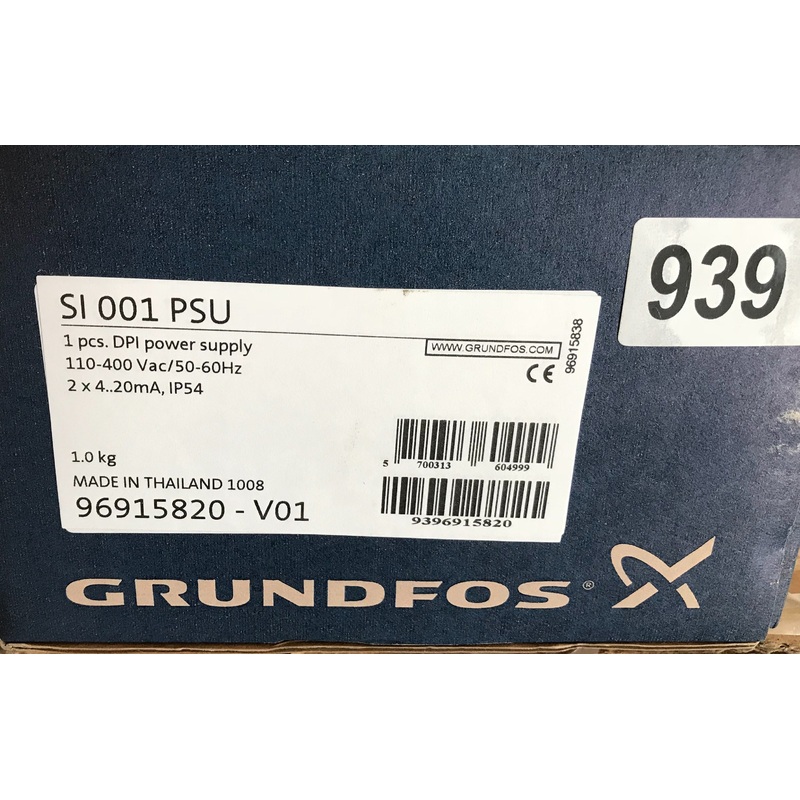 939
SI 001 PSU
1 pcs. DPI power supply
110-400 Vac/50-60Hz
2 x 4..20mA, IP54
WWW.GRUNDFOS.COM
CE
96915838
1.0 kg
MADE IN THAILAND 1008
96915820 - V01
5 700313 604999
9396915820
GRUNDFOS®